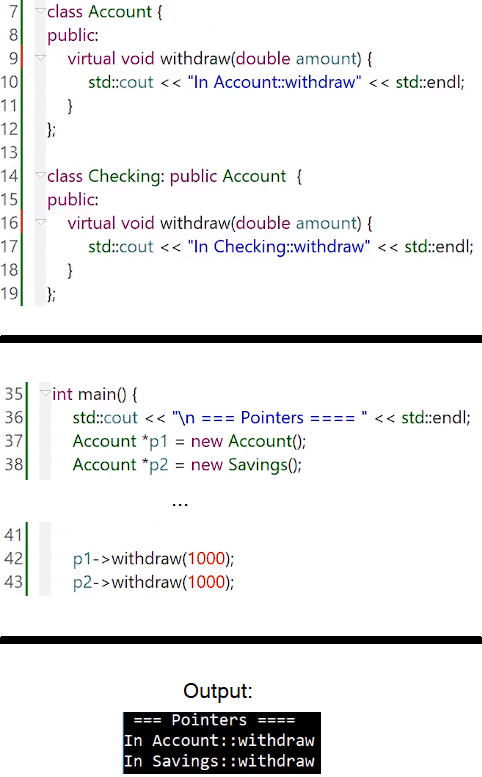 7 class Account {
8 public:
9 virtual void withdraw(double amount) {
10 std::cout << "In Account::withdraw" << std::endl;
11 }
12 };
13
14 class Checking: public Account {
15 public:
16 virtual void withdraw(double amount) {
17 std::cout << "In Checking::withdraw" << std::endl;
18 }
19 };
35 int main() {
36 std::cout << "\n === Pointers ==== " << std::endl;
37 Account *p1 = new Account();
38 Account *p2 = new Savings();
...
41
42 p1->withdraw(1000);
43 p2->withdraw(1000);
Output:
=== Pointers ====
In Account::withdraw
In Savings::withdraw